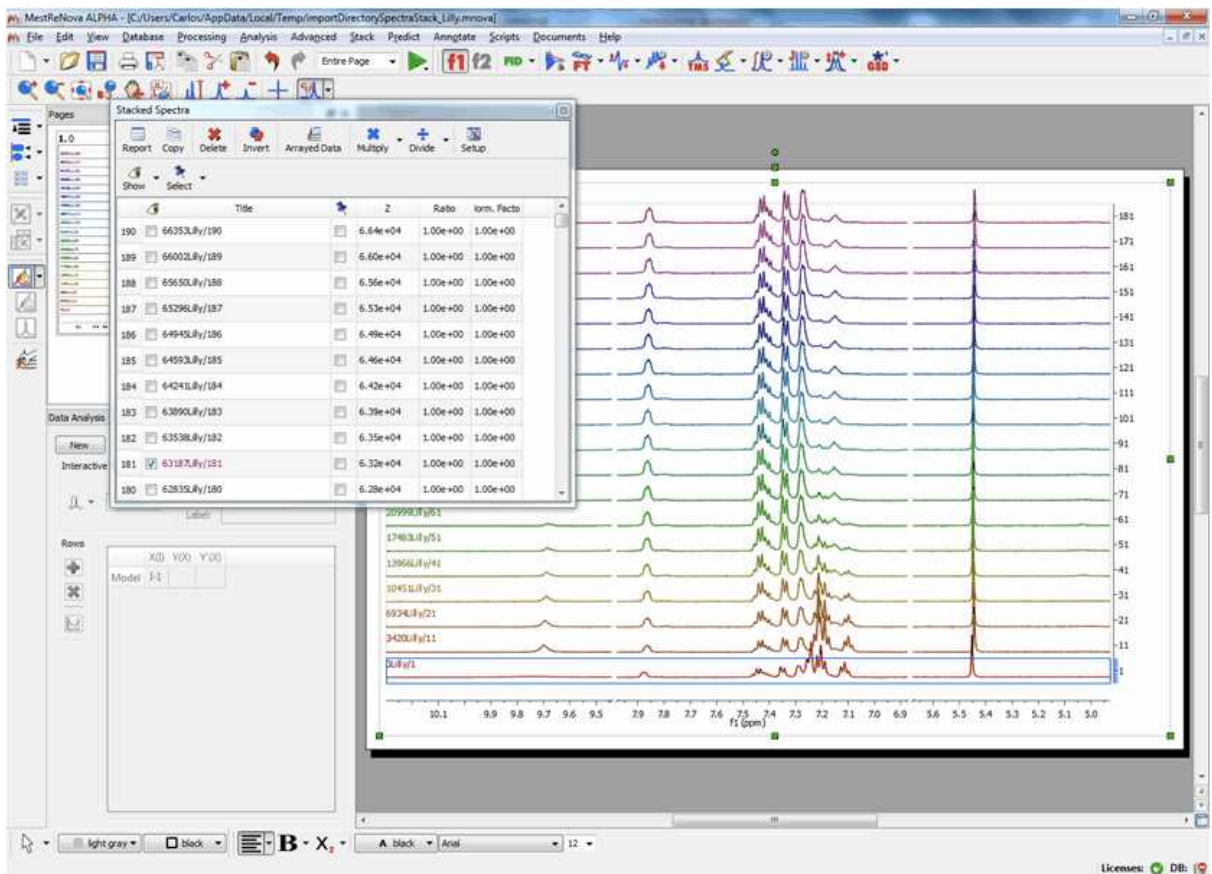 MestReNova ALPHA - [C:/Users/Carlos/AppData/Local/Temp/importDirectorySpectraStack_Lilly.mnova]
File Edit View Database Processing Analysis Advanced Stack Predict Annotate Scripts Documents Help
Entire Page f1 f2 FID FT TMS GSD
Pages
1.0
Stacked Spectra
Report Copy Delete Invert Arrayed Data Multiply Divide Setup
Show Select
Title Z Ratio lorm. Facto
190 66353Lilly/190 6.64e+04 1.00e+00 1.00e+00
189 66002Lilly/189 6.60e+04 1.00e+00 1.00e+00
188 65650Lilly/188 6.56e+04 1.00e+00 1.00e+00
187 65296Lilly/187 6.53e+04 1.00e+00 1.00e+00
186 64945Lilly/186 6.49e+04 1.00e+00 1.00e+00
185 64593Lilly/185 6.46e+04 1.00e+00 1.00e+00
184 64241Lilly/184 6.42e+04 1.00e+00 1.00e+00
183 63890Lilly/183 6.39e+04 1.00e+00 1.00e+00
182 63538Lilly/182 6.35e+04 1.00e+00 1.00e+00
181 63187Lilly/181 6.32e+04 1.00e+00 1.00e+00
180 62835Lilly/180 6.28e+04 1.00e+00 1.00e+00
Data Analysis
New
Interactive
Label:
Rows
X(I) Y(X) Y'(X)
Model I-I
181
171
161
151
141
131
121
111
101
91
81
71
20999Lilly/61 61
17483Lilly/51 51
13966Lilly/41 41
10451Lilly/31 31
6934Lilly/21 21
3420Lilly/11 11
0Lilly/1 1
10.1 9.9 9.8 9.7 9.6 9.5 7.9 7.8 7.7 7.6 7.5 7.4 7.3 7.2 7.1 7.0 6.9 5.6 5.5 5.4 5.3 5.2 5.1 5.0
f1 (ppm)
light gray black B X2 A black Arial 12
Licenses: DB: